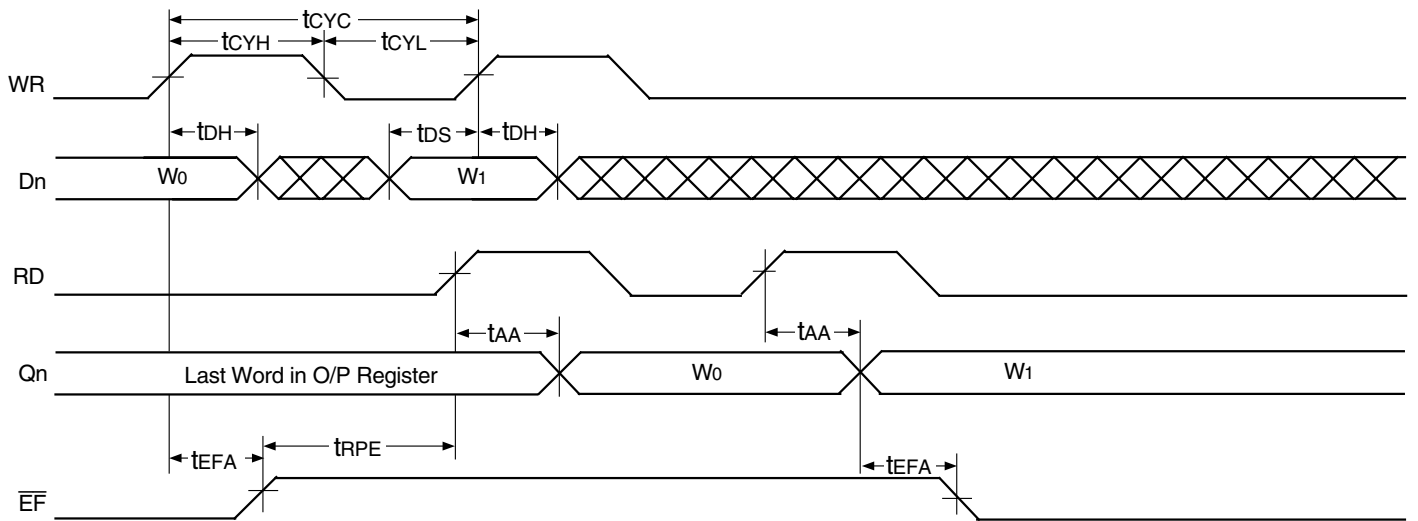 tCYC
tCYH tCYL
WR
tDH tDS tDH
Dn W0 W1
RD
tAA tAA
Qn Last Word in O/P Register W0 W1
tEFA tRPE tEFA
EF